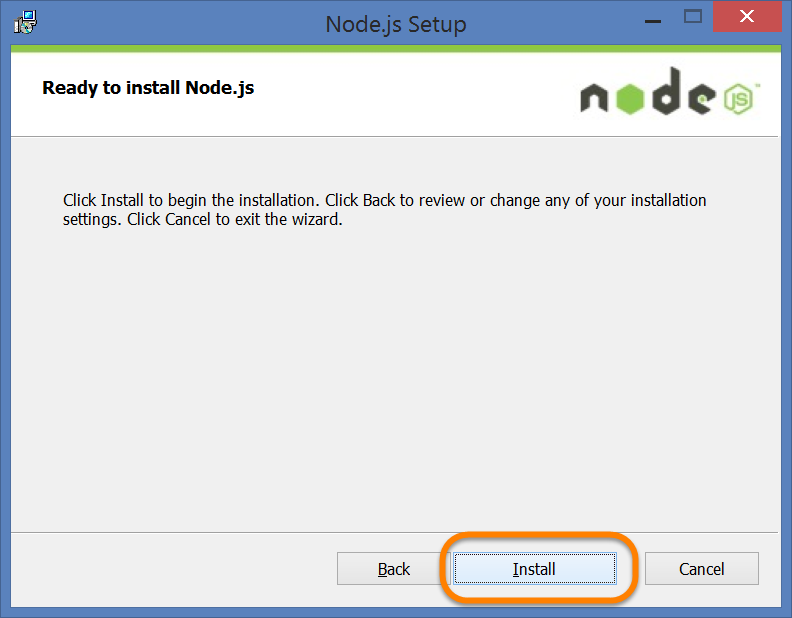 Node.js Setup
Ready to install Node.js
node JS ™
Click Install to begin the installation. Click Back to review or change any of your installation
settings. Click Cancel to exit the wizard.
Back Install Cancel